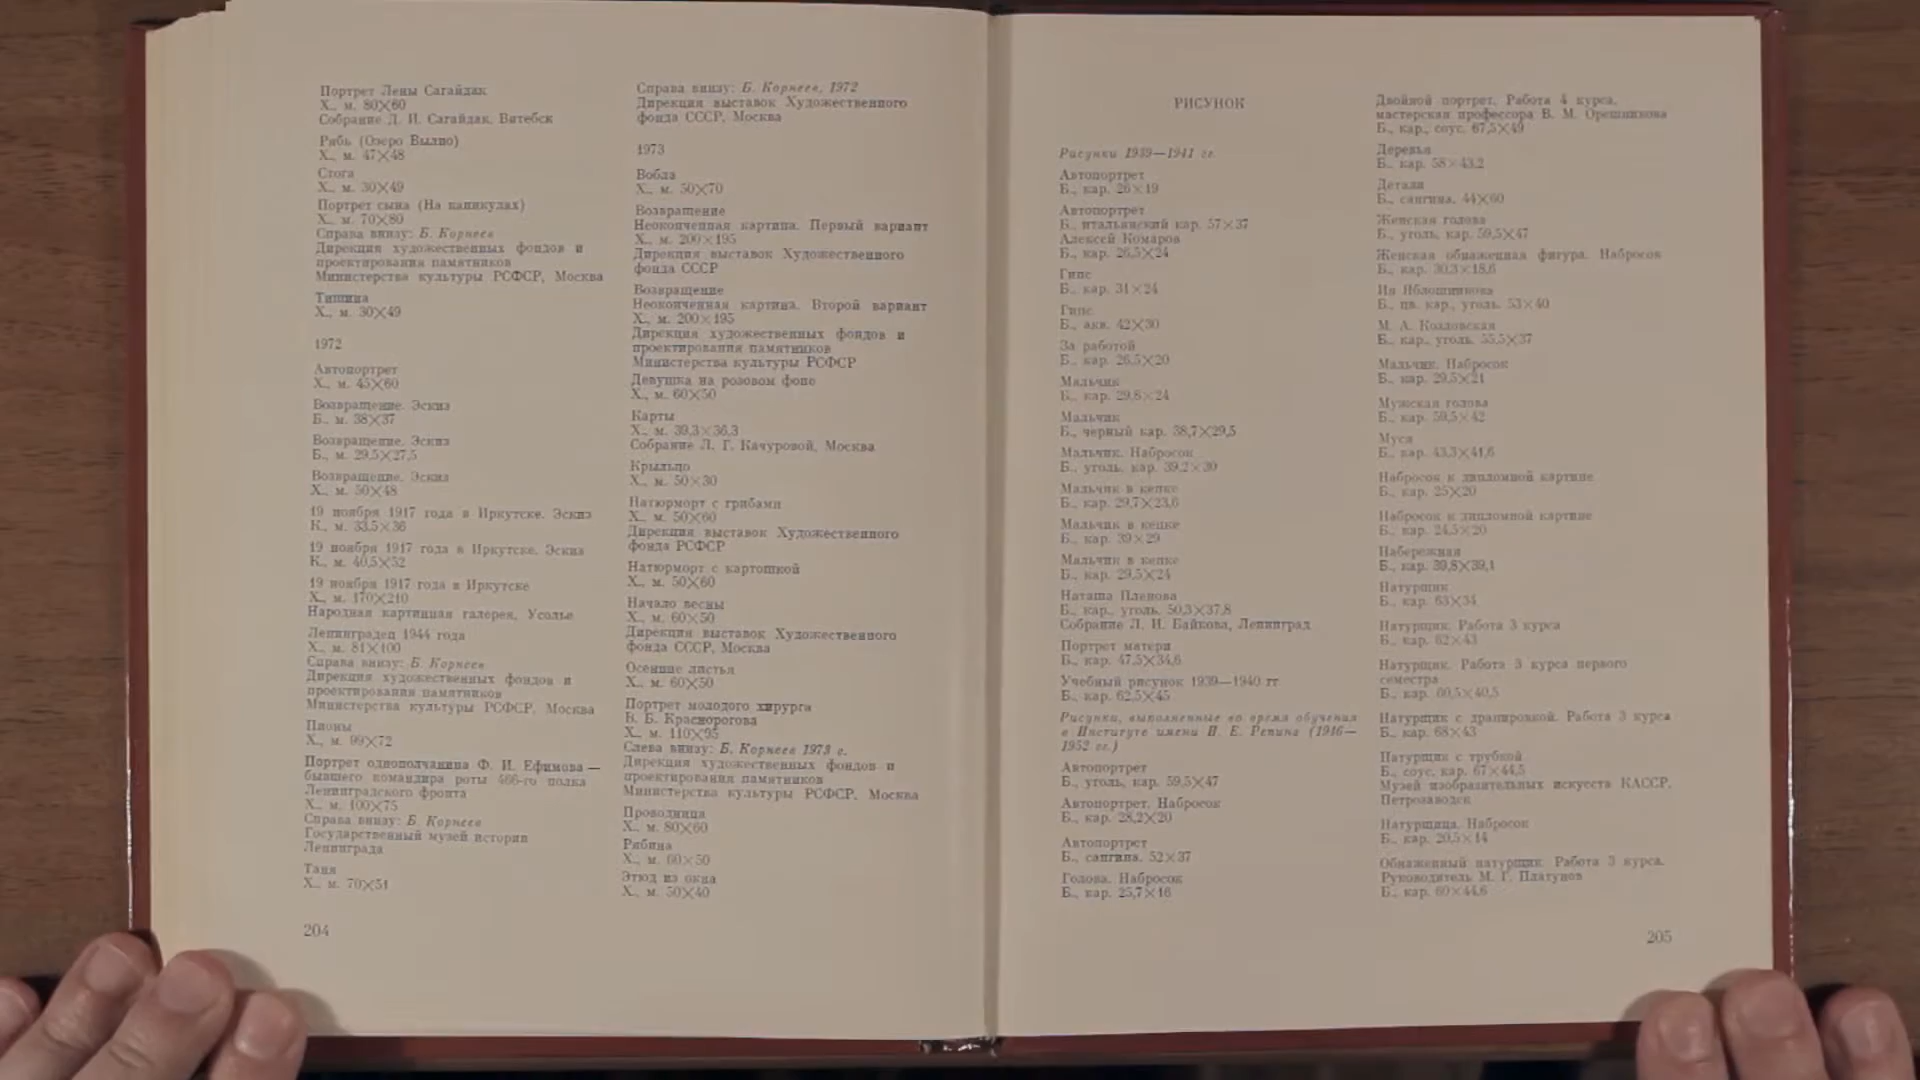 Портрет Лены Сагайдак
Х., м. 80×60
Собрание Л. И. Сагайдак, Витебск
Рябь (Озеро Вылио)
Х., м. 47×48
Стога
Х., м. 30×49
Портрет сына (На каникулах)
Х., м. 70×80
Справа внизу: Б. Корнеев
Дирекция художественных фондов и
проектирования памятников
Министерства культуры РСФСР, Москва
Тишина
Х., м. 30×49
1972
Автопортрет
Х., м. 45×60
Возвращение. Эскиз
Б., м. 38×37
Возвращение. Эскиз
Б., м. 29,5×27,5
Возвращение. Эскиз
Х., м. 50×48
19 ноября 1917 года в Иркутске. Эскиз
К., м. 33,5×36
19 ноября 1917 года в Иркутске. Эскиз
К., м. 40,5×52
19 ноября 1917 года в Иркутске
Х., м. 170×210
Народная картинная галерея, Усолье
Ленинградец 1944 года
Х., м. 81×100
Справа внизу: Б. Корнеев
Дирекция художественных фондов и
проектирования памятников
Министерства культуры РСФСР, Москва
Пионы
Х., м. 99×72
Портрет однополчанина Ф. И. Ефимова —
бывшего командира роты 466-го полка
Ленинградского фронта
Х., м. 100×75
Справа внизу: Б. Корнеев
Государственный музей истории
Ленинграда
Таня
Х., м. 70×51
204
Справа внизу: Б. Корнеев, 1972
Дирекция выставок Художественного
фонда СССР, Москва
1973
Вобла
Х., м. 50×70
Возвращение
Неоконченная картина. Первый вариант
Х., м. 200×195
Дирекция выставок Художественного
фонда СССР
Возвращение
Неоконченная картина. Второй вариант
Х., м. 200×195
Дирекция художественных фондов и
проектирования памятников
Министерства культуры РСФСР
Девушка на розовом фоне
Х., м. 60×50
Карты
Х., м. 39,3×36,3
Собрание Л. Г. Качуровой, Москва
Крыльцо
Х., м. 50×30
Натюрморт с грибами
Х., м. 50×60
Дирекция выставок Художественного
фонда РСФСР
Натюрморт с картошкой
Х., м. 50×60
Начало весны
Х., м. 60×50
Дирекция выставок Художественного
фонда СССР, Москва
Осенние листья
Х., м. 60×50
Портрет молодого хирурга
В. Б. Краснорогова
Х., м. 110×95
Слева внизу: Б. Корнеев 1973 г.
Дирекция художественных фондов и
проектирования памятников
Министерства культуры РСФСР, Москва
Проводница
Х., м. 80×60
Рябина
Х., м. 60×50
Этюд из окна
Х., м. 50×40
РИСУНОК
Рисунки 1939—1941 гг.
Автопортрет
Б., кар. 26×19
Автопортрет
Б., итальянский кар. 57×37
Алексей Комаров
Б., кар. 26,5×24
Гипс
Б., кар. 31×24
Гипс
Б., акв. 42×30
За работой
Б., кар. 26,5×20
Мальчик
Б., кар. 29,8×24
Мальчик
Б., черный кар. 38,7×29,5
Мальчик. Набросок
Б., уголь, кар. 39,2×30
Мальчик в кепке
Б., кар. 29,7×23,6
Мальчик в кепке
Б., кар. 39×29
Мальчик в кепке
Б., кар. 29,5×24
Наташа Пленова
Б., кар., уголь. 50,3×37,8
Собрание Л. И. Байкова, Ленинград
Портрет матери
Б., кар. 47,5×34,6
Учебный рисунок 1939—1940 гг.
Б., кар. 62,5×45
Рисунки, выполненные во время обучения
в Институте имени И. Е. Репина (1946—
1952 гг.)
Автопортрет
Б., уголь, кар. 59,5×47
Автопортрет. Набросок
Б., кар. 28,2×20
Автопортрет
Б., сангина. 52×37
Голова. Набросок
Б., кар. 25,7×16
Двойной портрет. Работа 4 курса,
мастерская профессора В. М. Орешникова
Б., кар., соус. 67,5×49
Деревья
Б., кар. 58×43,2
Детали
Б., сангина. 44×60
Женская голова
Б., уголь, кар. 59,5×47
Женская обнаженная фигура. Набросок
Б., кар. 30,3×18,6
Ия Яблошникова
Б., цв. кар., уголь. 53×40
М. А. Козловская
Б., кар., уголь. 55,5×37
Мальчик. Набросок
Б., кар. 29,5×21
Мужская голова
Б., кар. 59,5×42
Муся
Б., кар. 43,3×41,6
Набросок к дипломной картине
Б., кар. 25×20
Набросок к дипломной картине
Б., кар. 24,5×20
Набережная
Б., кар. 39,8×39,1
Натурщик
Б., кар. 63×34
Натурщик. Работа 3 курса
Б., кар. 62×43
Натурщик. Работа 3 курса первого
семестра
Б., кар. 60,5×40,5
Натурщик с драпировкой. Работа 3 курса
Б., кар. 68×43
Натурщик с трубкой
Б., соус, кар. 67×44,5
Музей изобразительных искусств КАССР,
Петрозаводск
Натурщица. Набросок
Б., кар. 20,5×14
Обнаженный натурщик. Работа 3 курса.
Руководитель М. Г. Платунов
Б., кар. 60×44,6
205